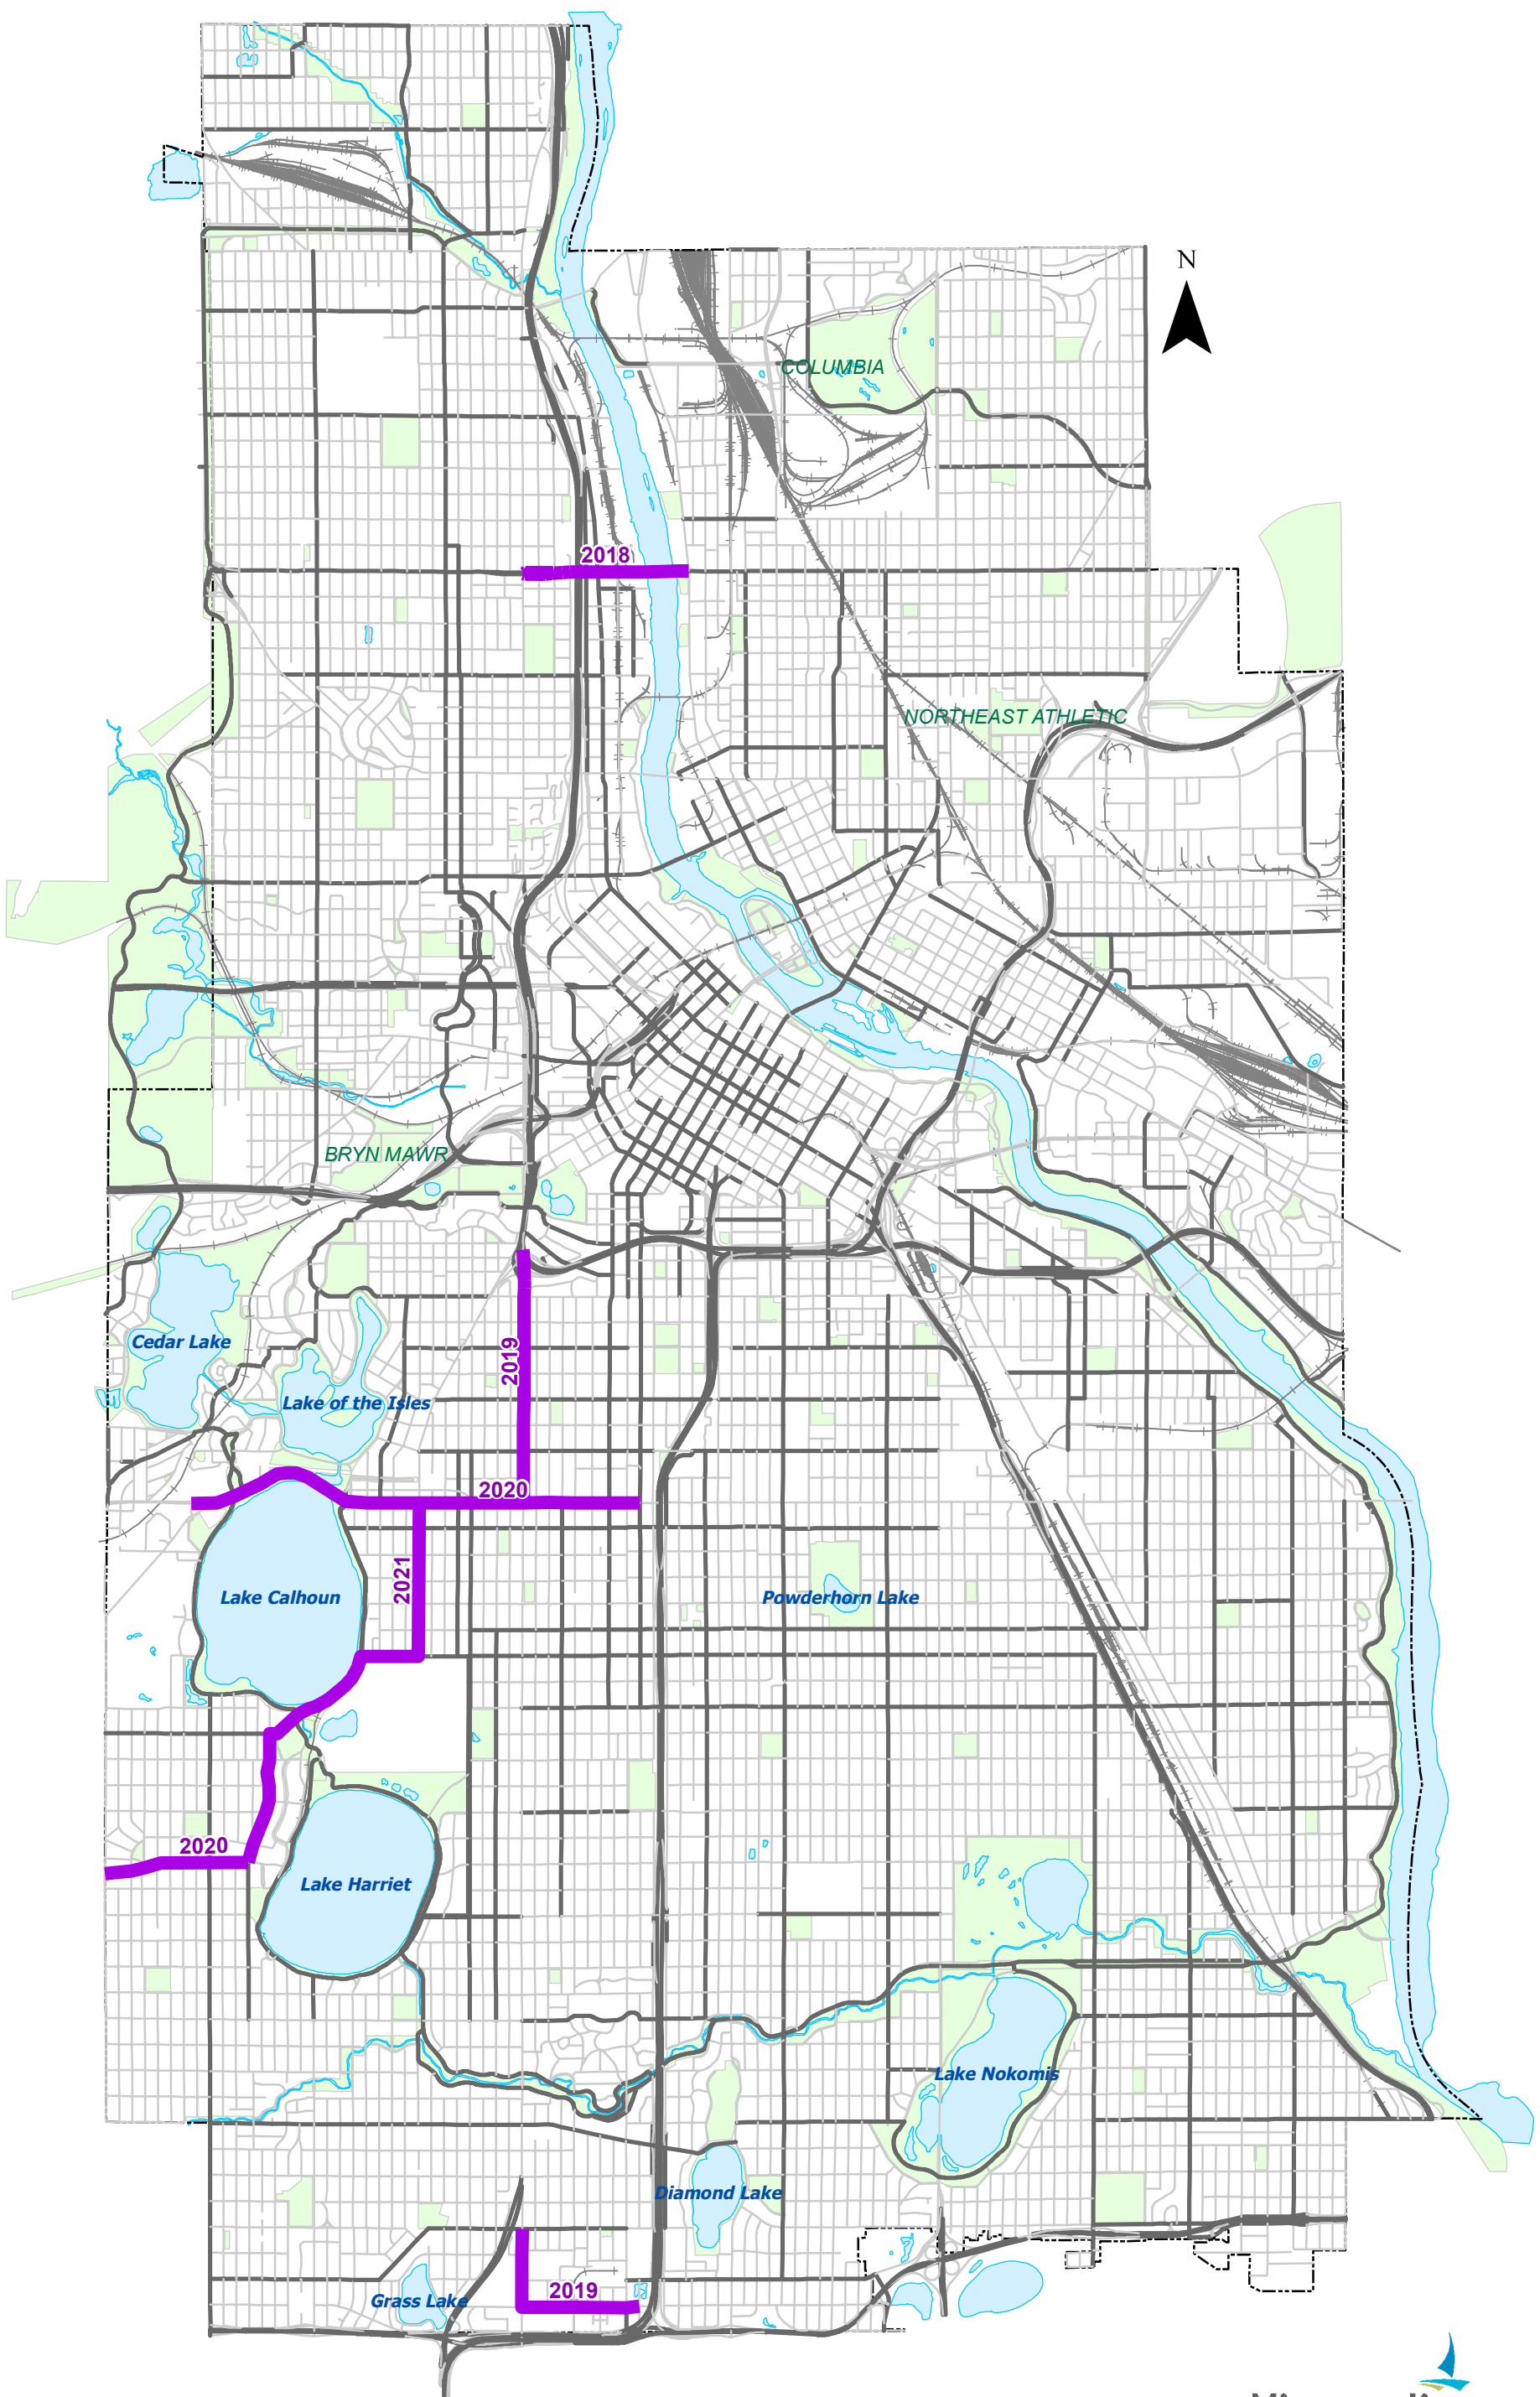 N
COLUMBIA
2018
NORTHEAST ATHLETIC
BRYN MAWR
Cedar Lake
2019
Lake of the Isles
2020
2021
Lake Calhoun
Powderhorn Lake
2020
Lake Harriet
Lake Nokomis
Diamond Lake
2019
Grass Lake